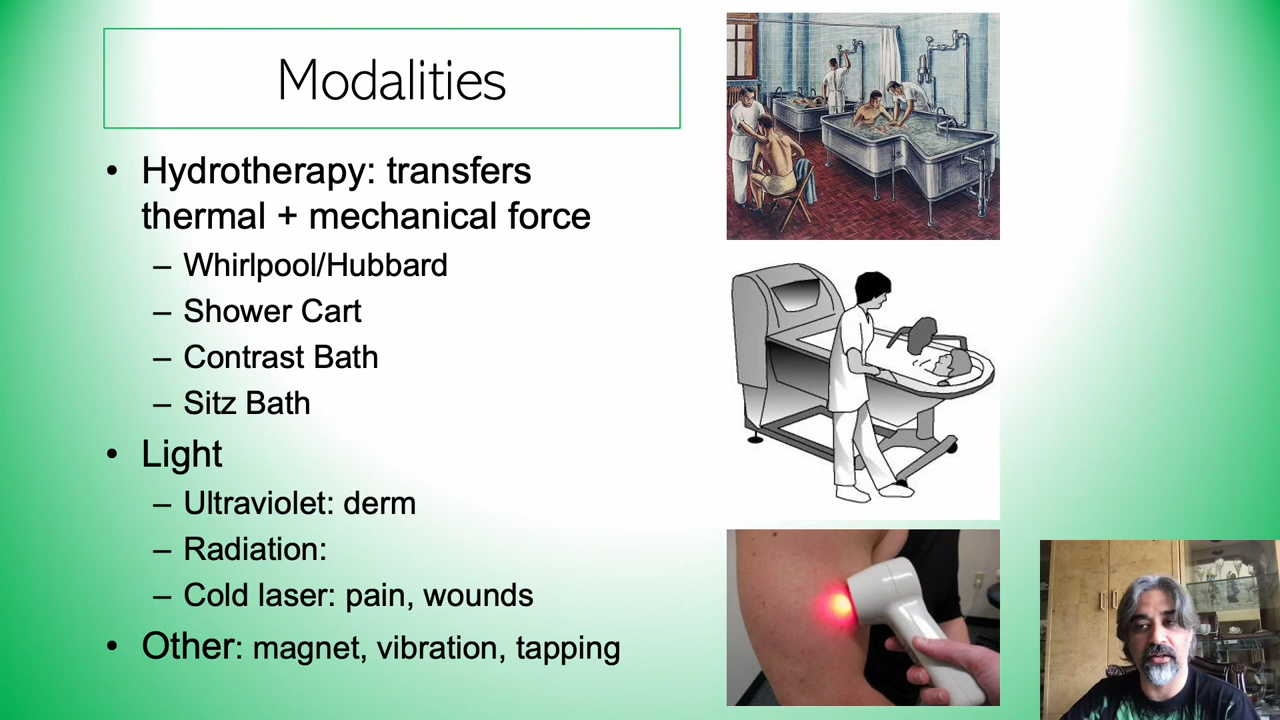 Modalities
• Hydrotherapy: transfers
thermal + mechanical force
– Whirlpool/Hubbard
– Shower Cart
– Contrast Bath
– Sitz Bath
• Light
– Ultraviolet: derm
– Radiation:
– Cold laser: pain, wounds
• Other: magnet, vibration, tapping